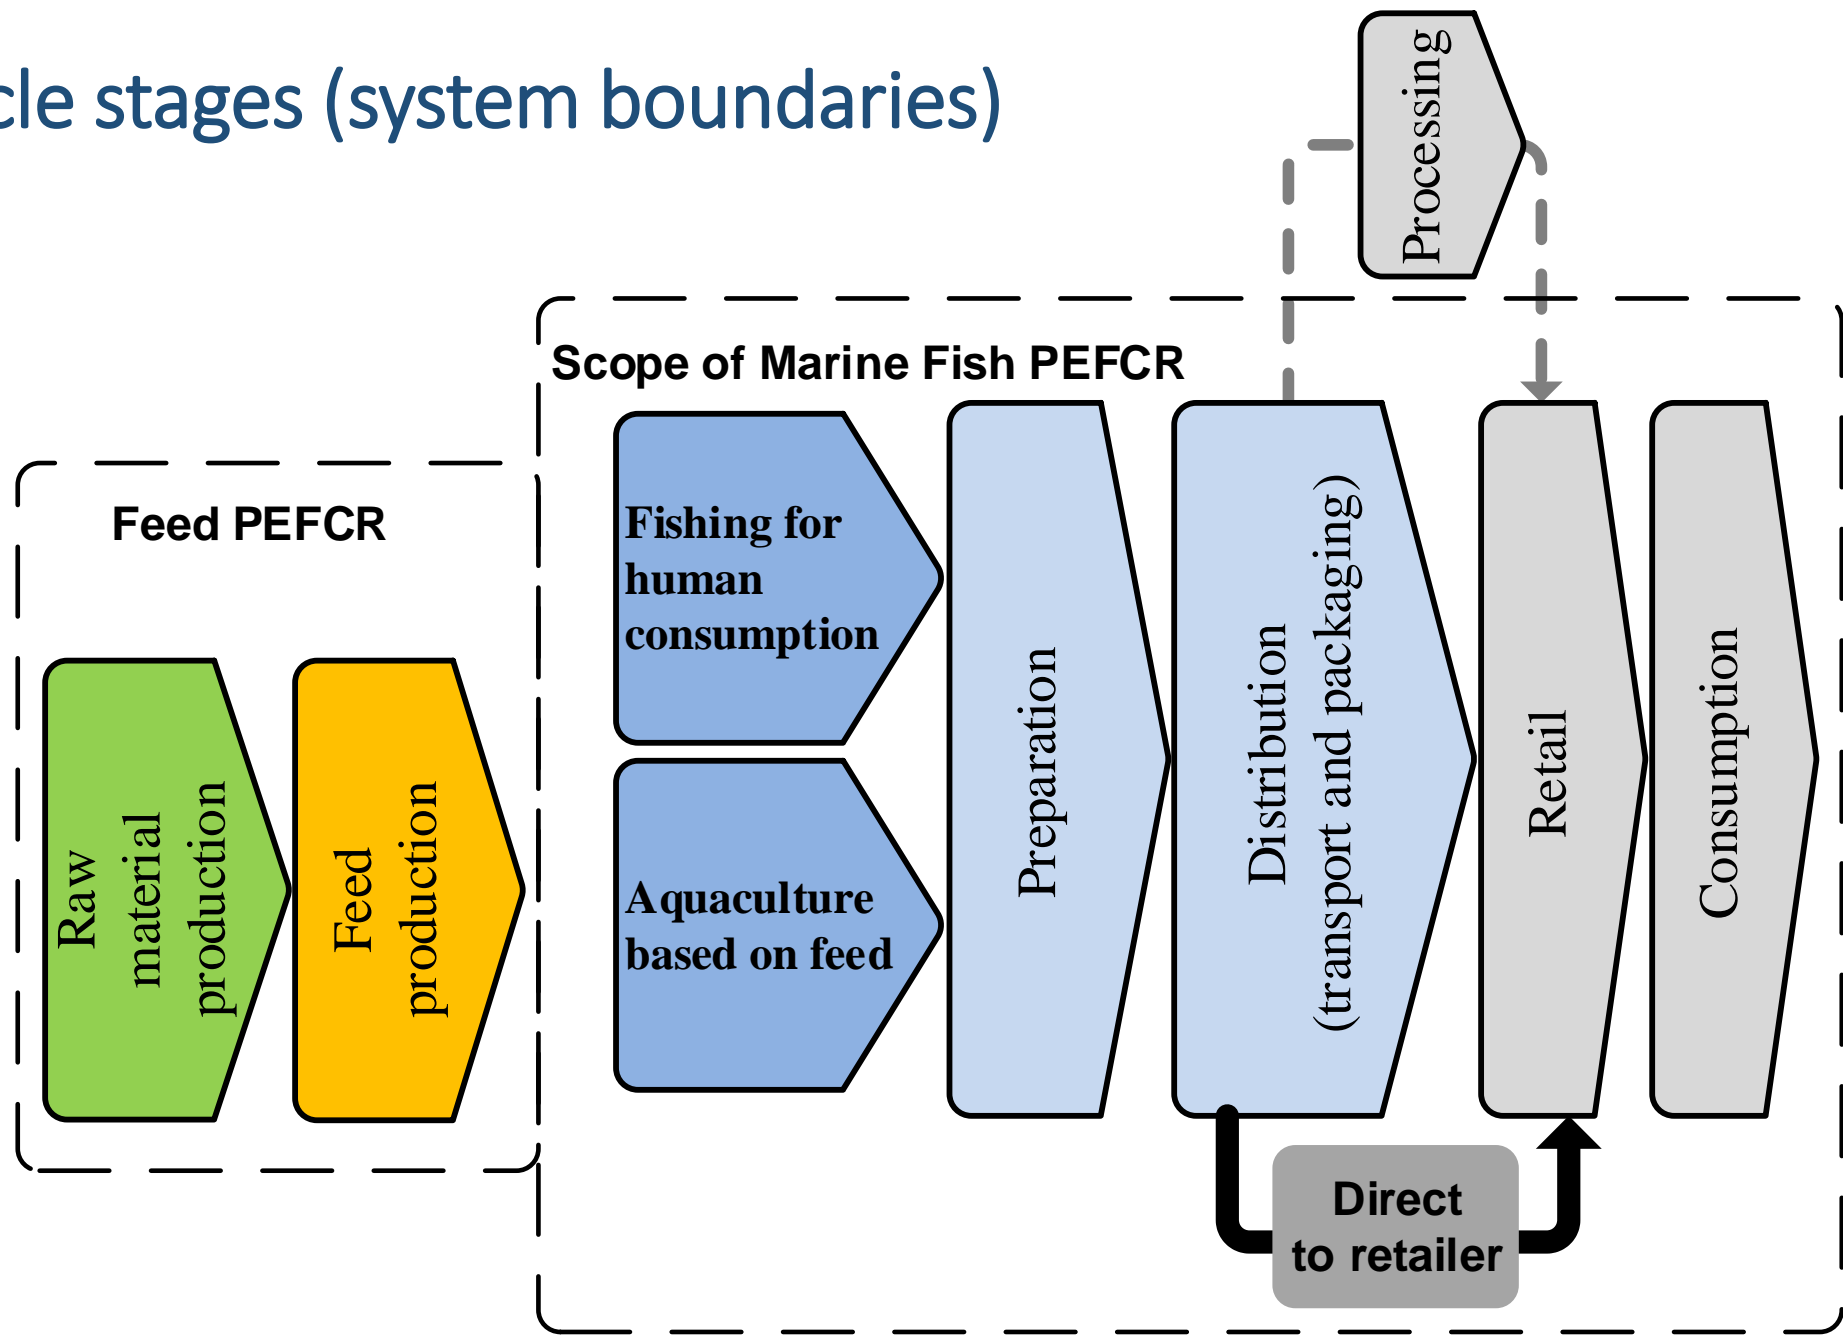 cle stages (system boundaries)
Processing
Scope of Marine Fish PEFCR
Feed PEFCR
Raw
material
production
Feed
production
Fishing for
human
consumption
Aquaculture
based on feed
Preparation
Distribution
(transport and packaging)
Retail
Consumption
Direct
to retailer